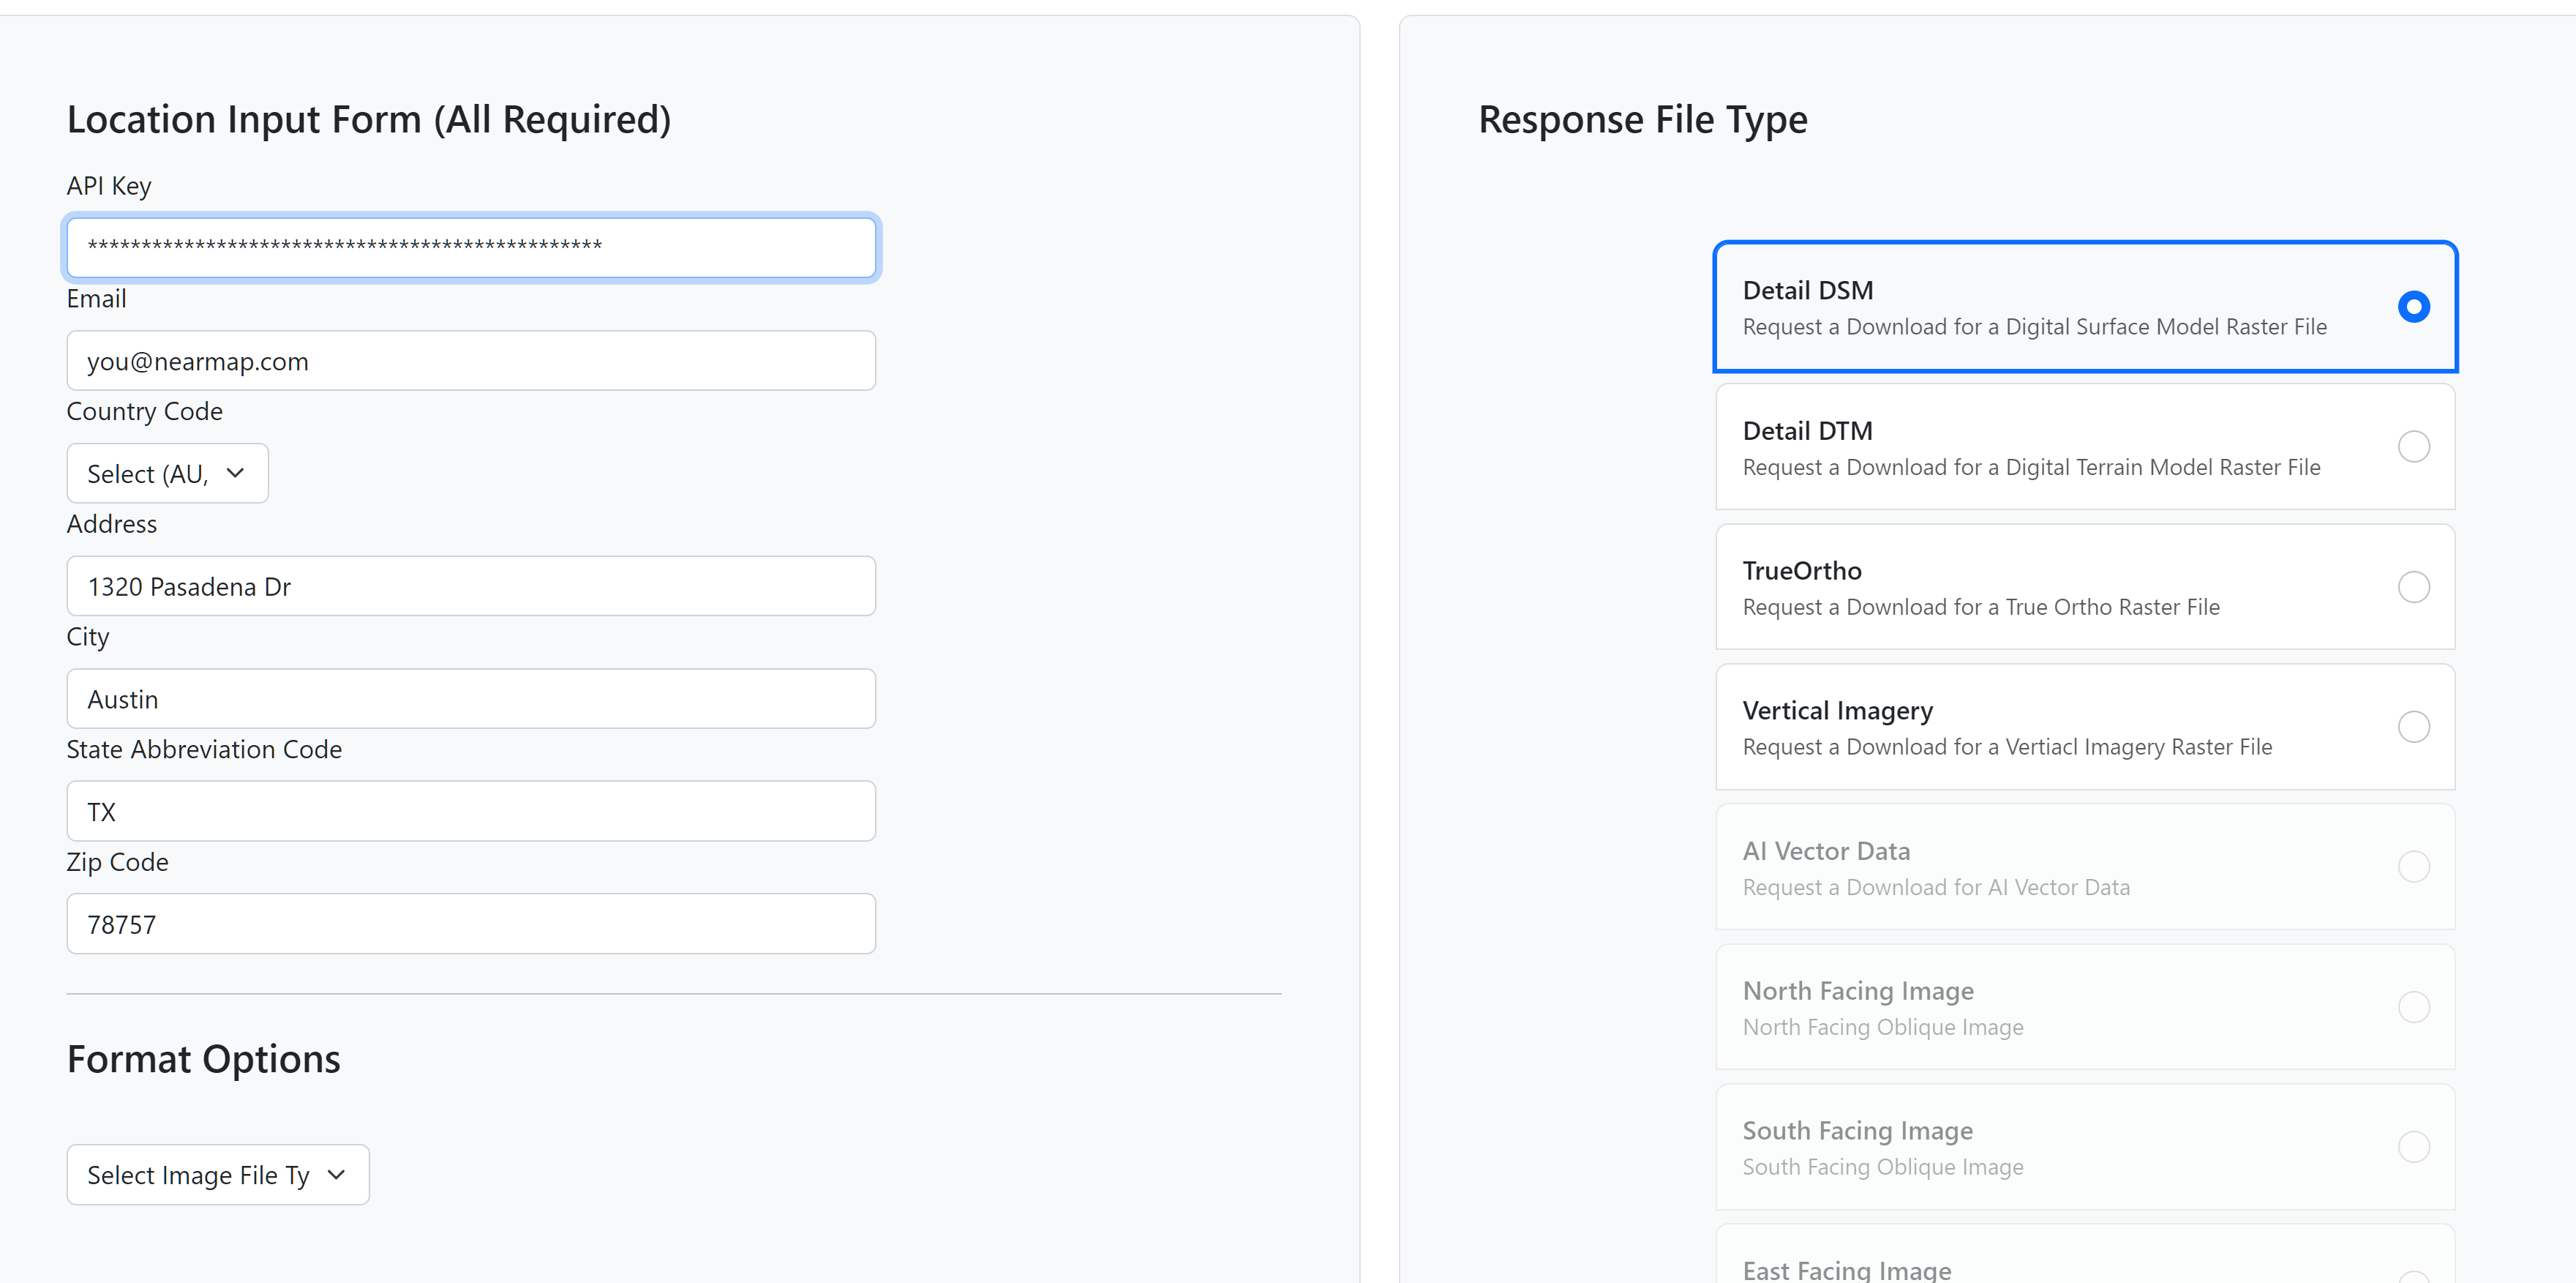 Location Input Form (All Required)
API Key
************************************************
Email
you@nearmap.com
Country Code
Select (AU,
Address
1320 Pasadena Dr
City
Austin
State Abbreviation Code
TX
Zip Code
78757
Format Options
Select Image File Ty
Response File Type
Detail DSM
Request a Download for a Digital Surface Model Raster File
Detail DTM
Request a Download for a Digital Terrain Model Raster File
TrueOrtho
Request a Download for a True Ortho Raster File
Vertical Imagery
Request a Download for a Vertiacl Imagery Raster File
AI Vector Data
Request a Download for AI Vector Data
North Facing Image
North Facing Oblique Image
South Facing Image
South Facing Oblique Image
East Facing Image